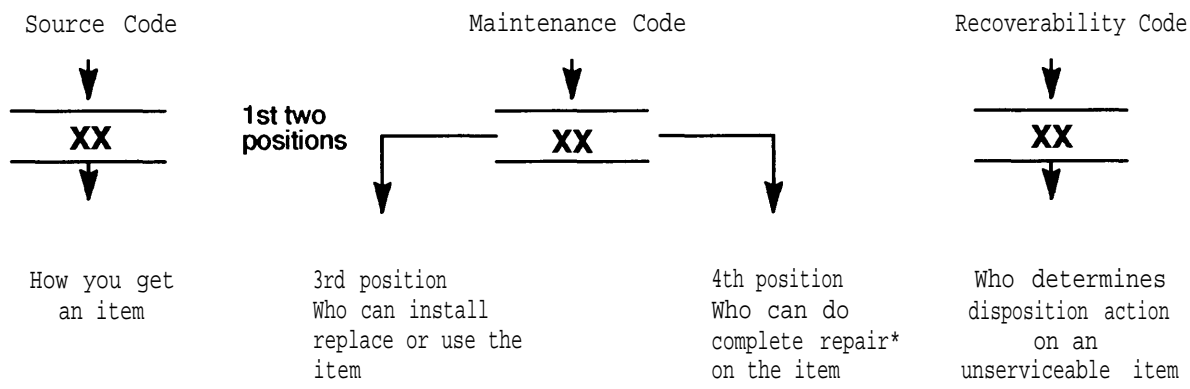 Source Code
Maintenance Code
Recoverability Code
XX
1st two
positions
XX
XX
How you get
an item
3rd position
Who can install
replace or use the
item
4th position
Who can do
complete repair*
on the item
Who determines
disposition action
on an
unserviceable item